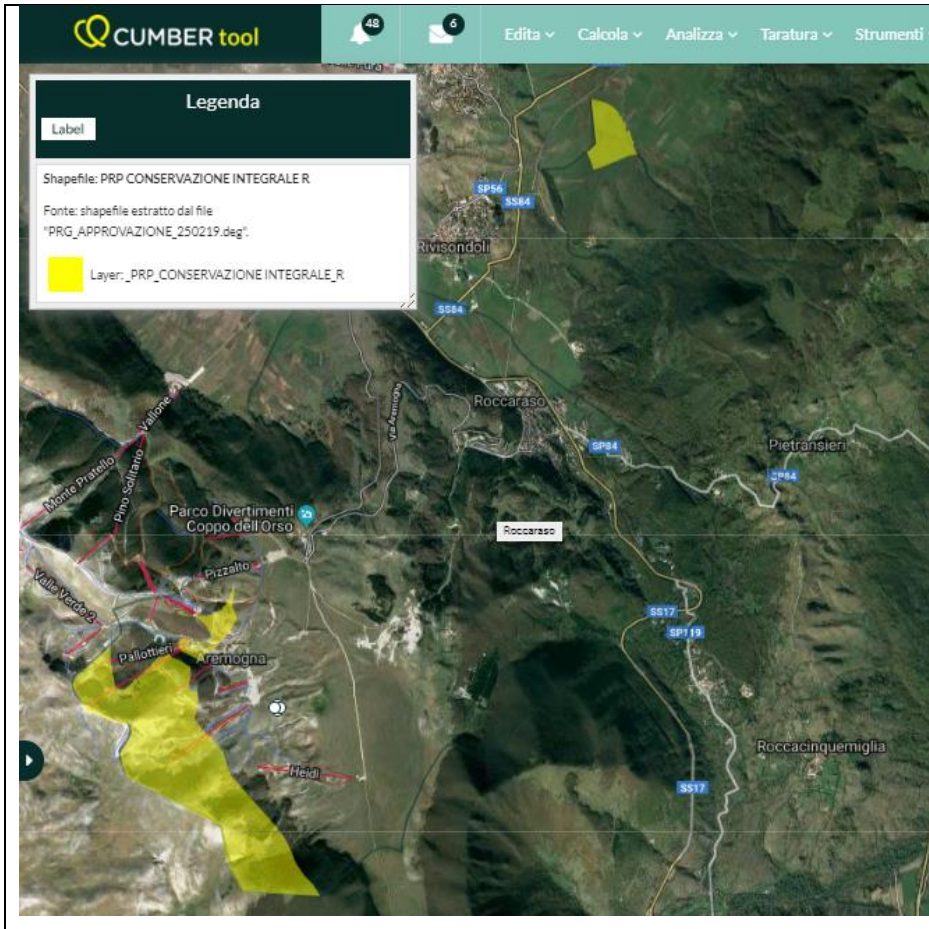 CUMBER tool
48
6
Edita
Calcola
Analizza
Taratura
Strumenti
Legenda
Label
Shapefile: PRP CONSERVAZIONE INTEGRALE R
Fonte: shapefile estratto dal file
"PRG_APPROVAZIONE_250219.deg".
Layer:_PRP_CONSERVAZIONE INTEGRALE_R
SP56
SS84
Rivisondoli
SS84
Via Aremogna
Roccaraso
SP84
Pietransieri
SP84
Vallone
Monte Pratello
Pino Solitario
Parco Divertimenti
Coppo dell'Orso
Roccaraso
Pizzalto
Valle Verde 2
SS17
SP119
Pallottieri
Aremogna
Roccacinquemiglia
Heidi
SS17